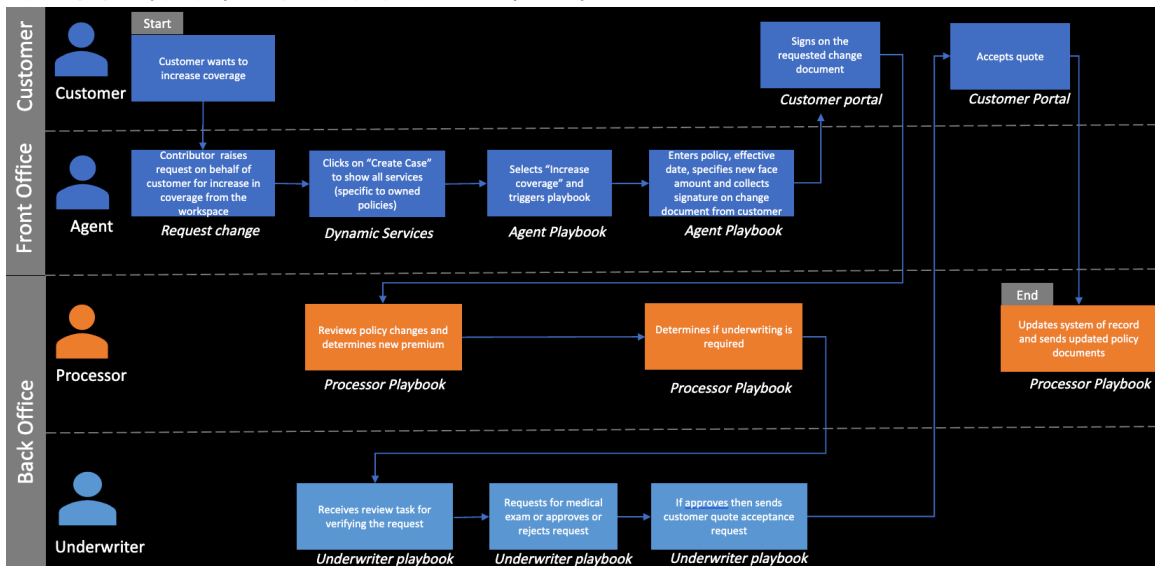 Customer
Front Office
Back Office
Start
Customer wants to
increase coverage
Customer
Signs on the
requested change
document
Customer portal
Accepts quote
Customer Portal
Contributor raises
request on behalf of
customer for increase in
coverage from the
workspace
Request change
Clicks on “Create Case”
to show all services
(specific to owned
policies)
Dynamic Services
Selects “Increase
coverage” and
triggers playbook
Agent Playbook
Enters policy, effective
date, specifies new face
amount and collects
signature on change
document from customer
Agent Playbook
Agent
Reviews policy changes and
determines new premium
Processor Playbook
Determines if underwriting is
required
Processor Playbook
End
Updates system of record
and sends updated policy
documents
Processor Playbook
Processor
Receives review task for
verifying the request
Underwriter playbook
Requests for medical
exam or approves or
rejects request
Underwriter playbook
If approves then sends
customer quote acceptance
request
Underwriter playbook
Underwriter